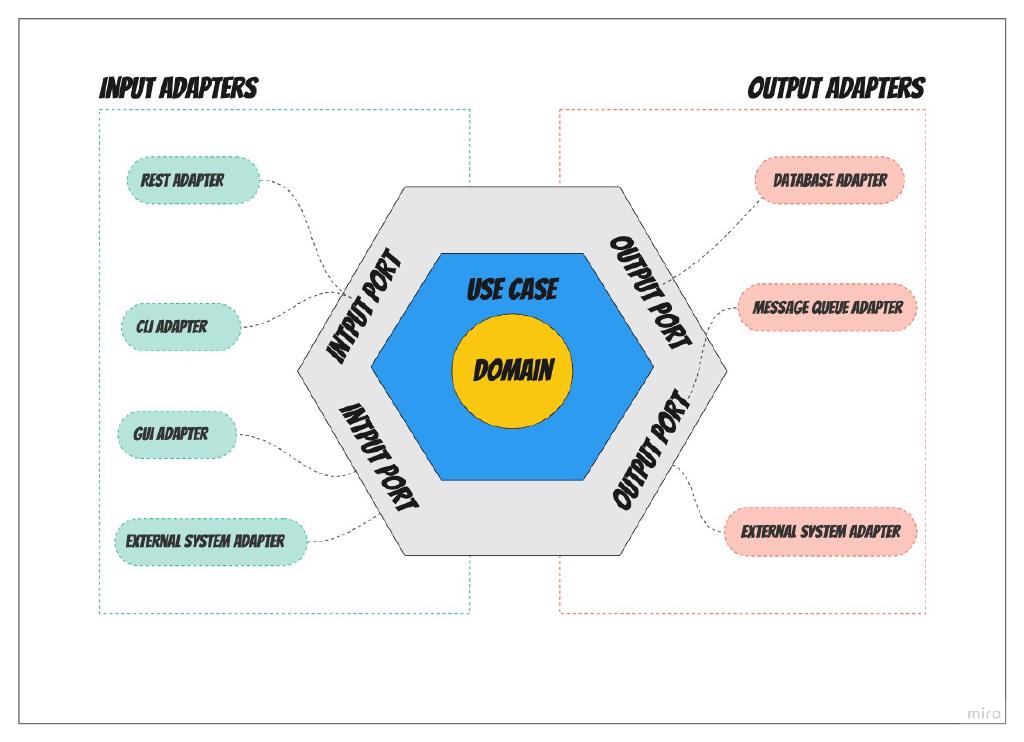 INPUT ADAPTERS
OUTPUT ADAPTERS
REST ADAPTER
CLI ADAPTER
GUI ADAPTER
EXTERNAL SYSTEM ADAPTER
INTPUT PORT
INTPUT PORT
USE CASE
DOMAIN
OUTPUT PORT
OUTPUT PORT
DATABASE ADAPTER
MESSAGE QUEUE ADAPTER
EXTERNAL SYSTEM ADAPTER
miro